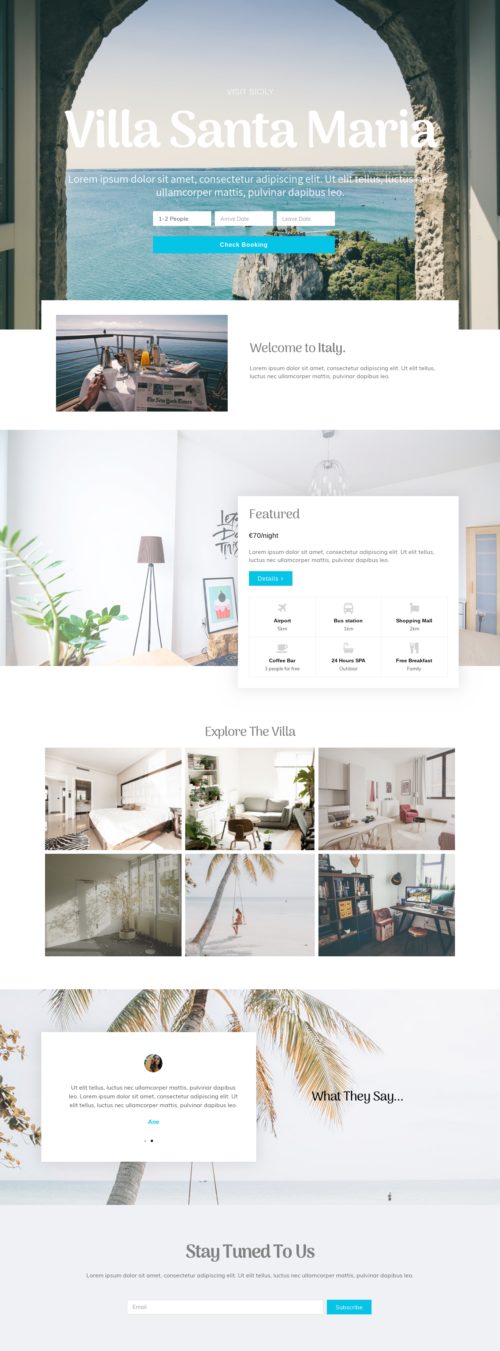 VISIT SICILY
Villa Santa Maria
Lorem ipsum dolor sit amet, consectetur adipiscing elit. Ut elit tellus, luctus nec
ullamcorper mattis, pulvinar dapibus leo.
1-2 People
Arrive Date
Leave Date
Check Booking
The New York Times
Welcome to Italy.
Lorem ipsum dolor sit amet, consectetur adipiscing elit. Ut elit tellus,
luctus nec ullamcorper mattis, pulvinar dapibus leo.
Featured
€70/night
Lorem ipsum dolor sit amet, consectetur adipiscing elit. Ut elit tellus,
luctus nec ullamcorper mattis, pulvinar dapibus leo.
Details ›
Airport
5km
Bus station
1km
Shopping Mall
2km
Coffee Bar
3 people for free
24 Hours SPA
Outdoor
Free Breakfast
Family
Explore The Villa
Ut elit tellus, luctus nec ullamcorper mattis, pulvinar dapibus
leo. Lorem ipsum dolor sit amet, consectetur adipiscing elit. Ut
elit tellus, luctus nec ullamcorper mattis, pulvinar dapibus leo.
Ane
What They Say...
Stay Tuned To Us
Lorem ipsum dolor sit amet, consectetur adipiscing elit. Ut elit tellus, luctus nec ullamcorper mattis, pulvinar dapibus leo.
Email
Subscribe